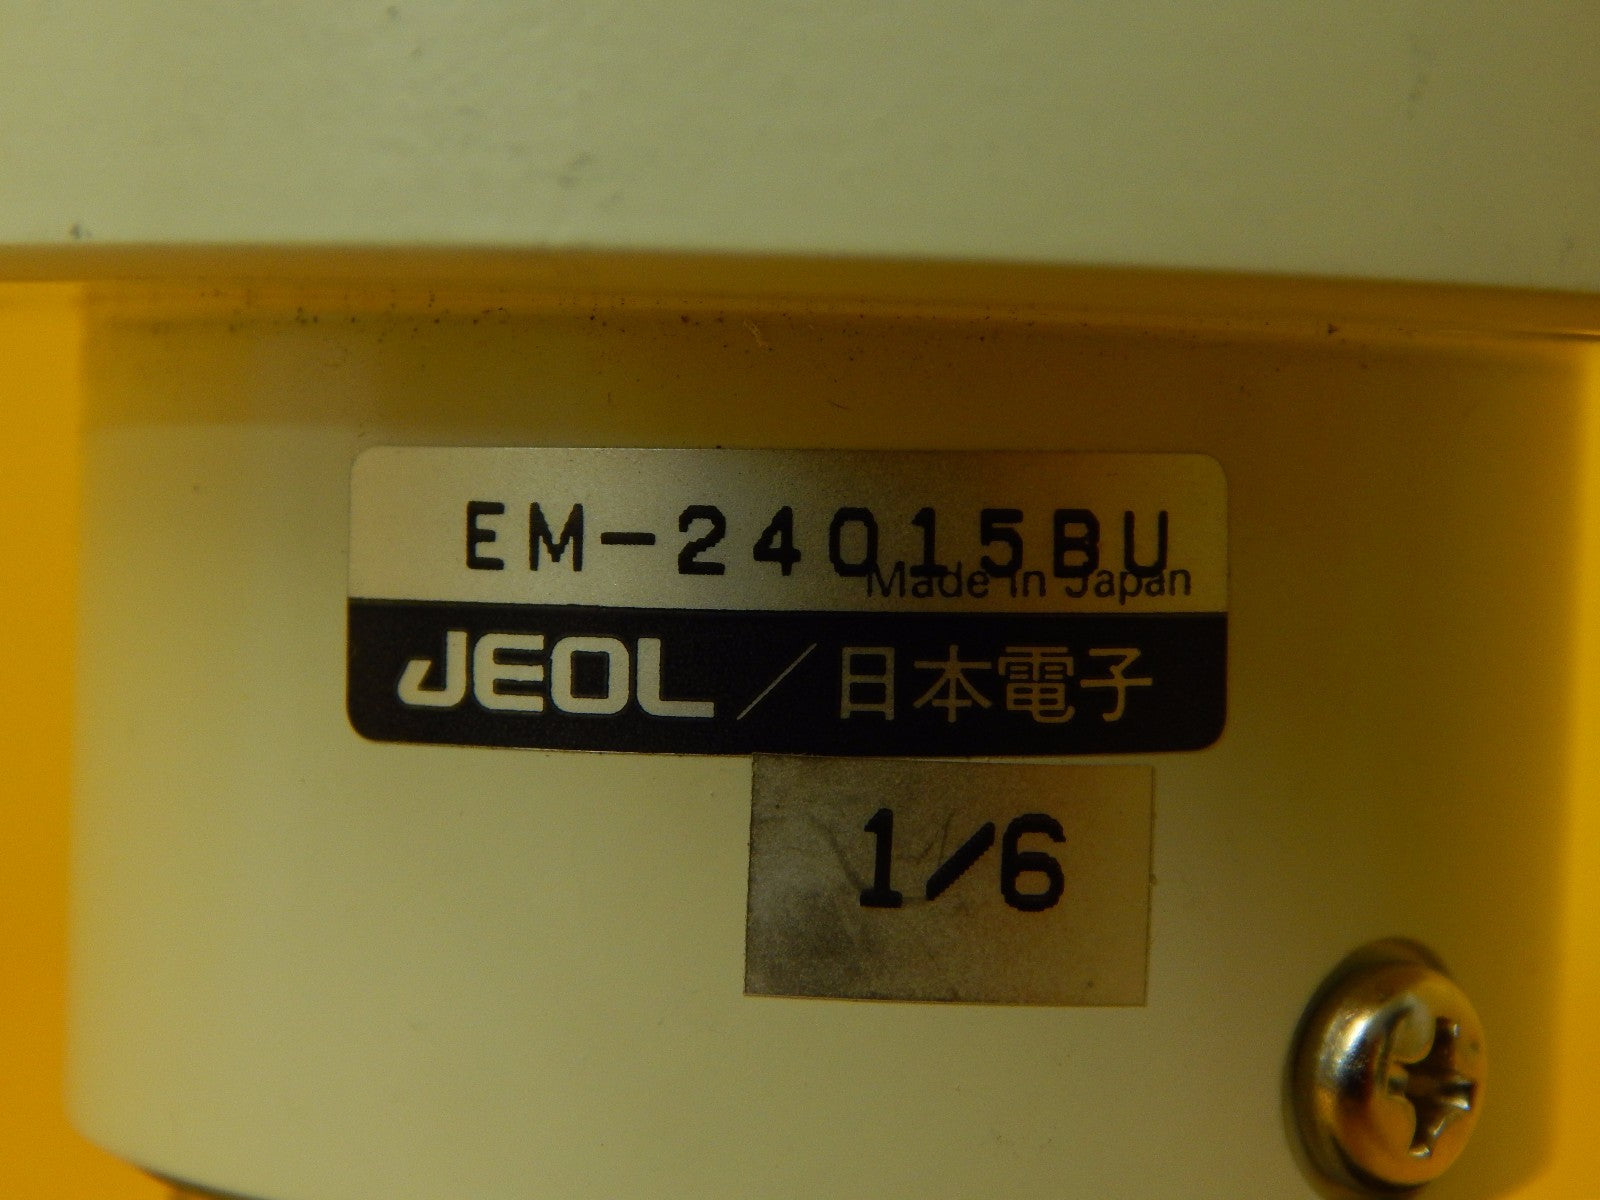 EM-24015BU
Made in Japan
JEOL/日本電子
1/6